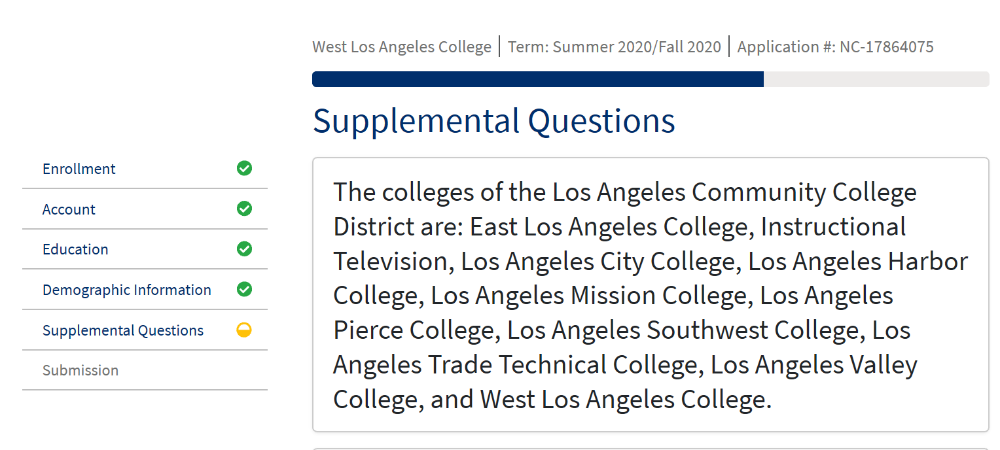 West Los Angeles College | Term: Summer 2020/Fall 2020 | Application #: NC-17864075
Supplemental Questions
Enrollment
Account
Education
Demographic Information
Supplemental Questions
Submission
The colleges of the Los Angeles Community College
District are: East Los Angeles College, Instructional
Television, Los Angeles City College, Los Angeles Harbor
College, Los Angeles Mission College, Los Angeles
Pierce College, Los Angeles Southwest College, Los
Angeles Trade Technical College, Los Angeles Valley
College, and West Los Angeles College.